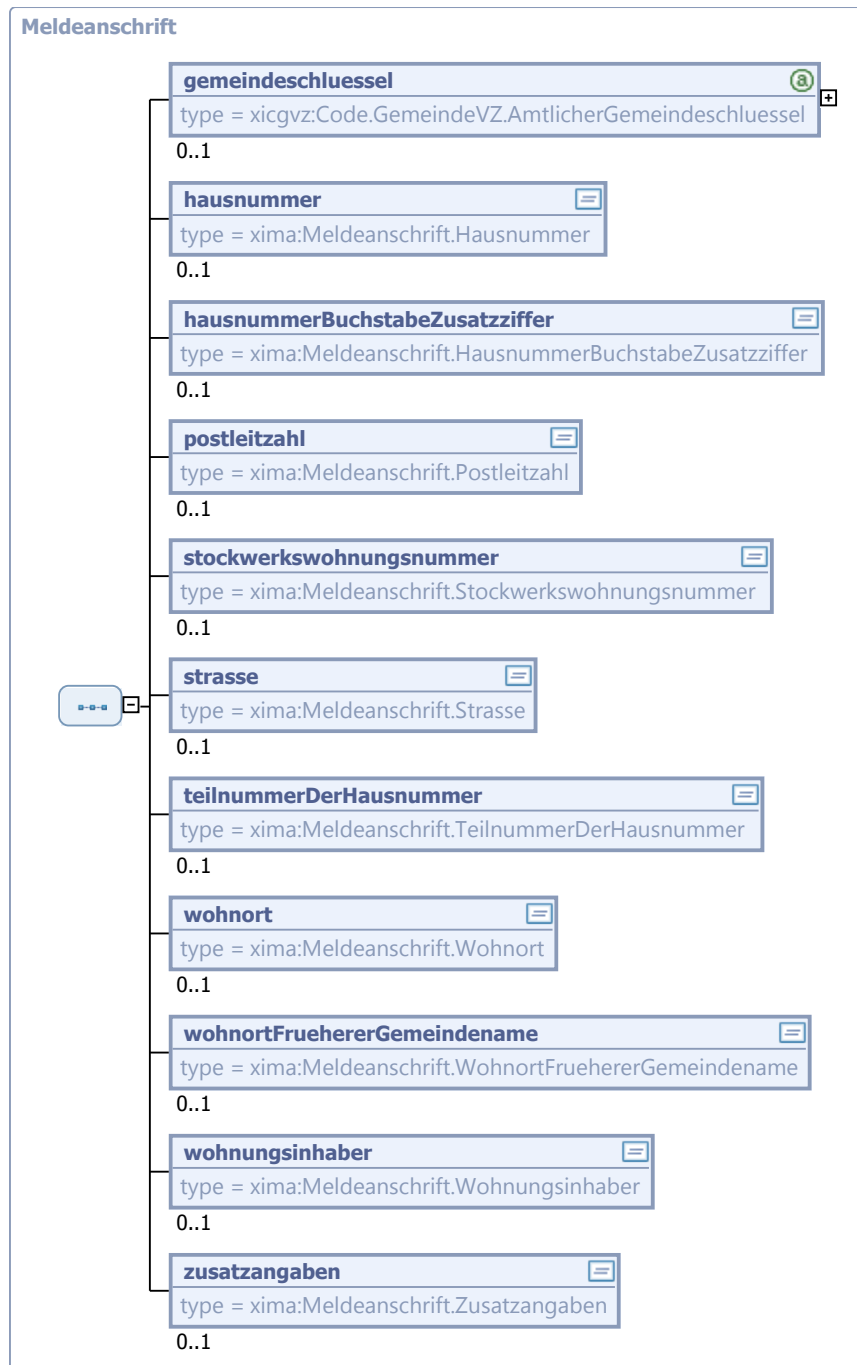 Meldeanschrift
gemeindeschluessel
type = xicgvz:Code.GemeindeVZ.AmtlicherGemeindeschluessel
0..1
hausnummer
type = xima:Meldeanschrift.Hausnummer
0..1
hausnummerBuchstabeZusatzziffer
type = xima:Meldeanschrift.HausnummerBuchstabeZusatzziffer
0..1
postleitzahl
type = xima:Meldeanschrift.Postleitzahl
0..1
stockwerkswohnungsnummer
type = xima:Meldeanschrift.Stockwerkswohnungsnummer
0..1
strasse
type = xima:Meldeanschrift.Strasse
0..1
teilnummerDerHausnummer
type = xima:Meldeanschrift.TeilnummerDerHausnummer
0..1
wohnort
type = xima:Meldeanschrift.Wohnort
0..1
wohnortFruehererGemeindename
type = xima:Meldeanschrift.WohnortFruehererGemeindename
0..1
wohnungsinhaber
type = xima:Meldeanschrift.Wohnungsinhaber
0..1
zusatzangaben
type = xima:Meldeanschrift.Zusatzangaben
0..1